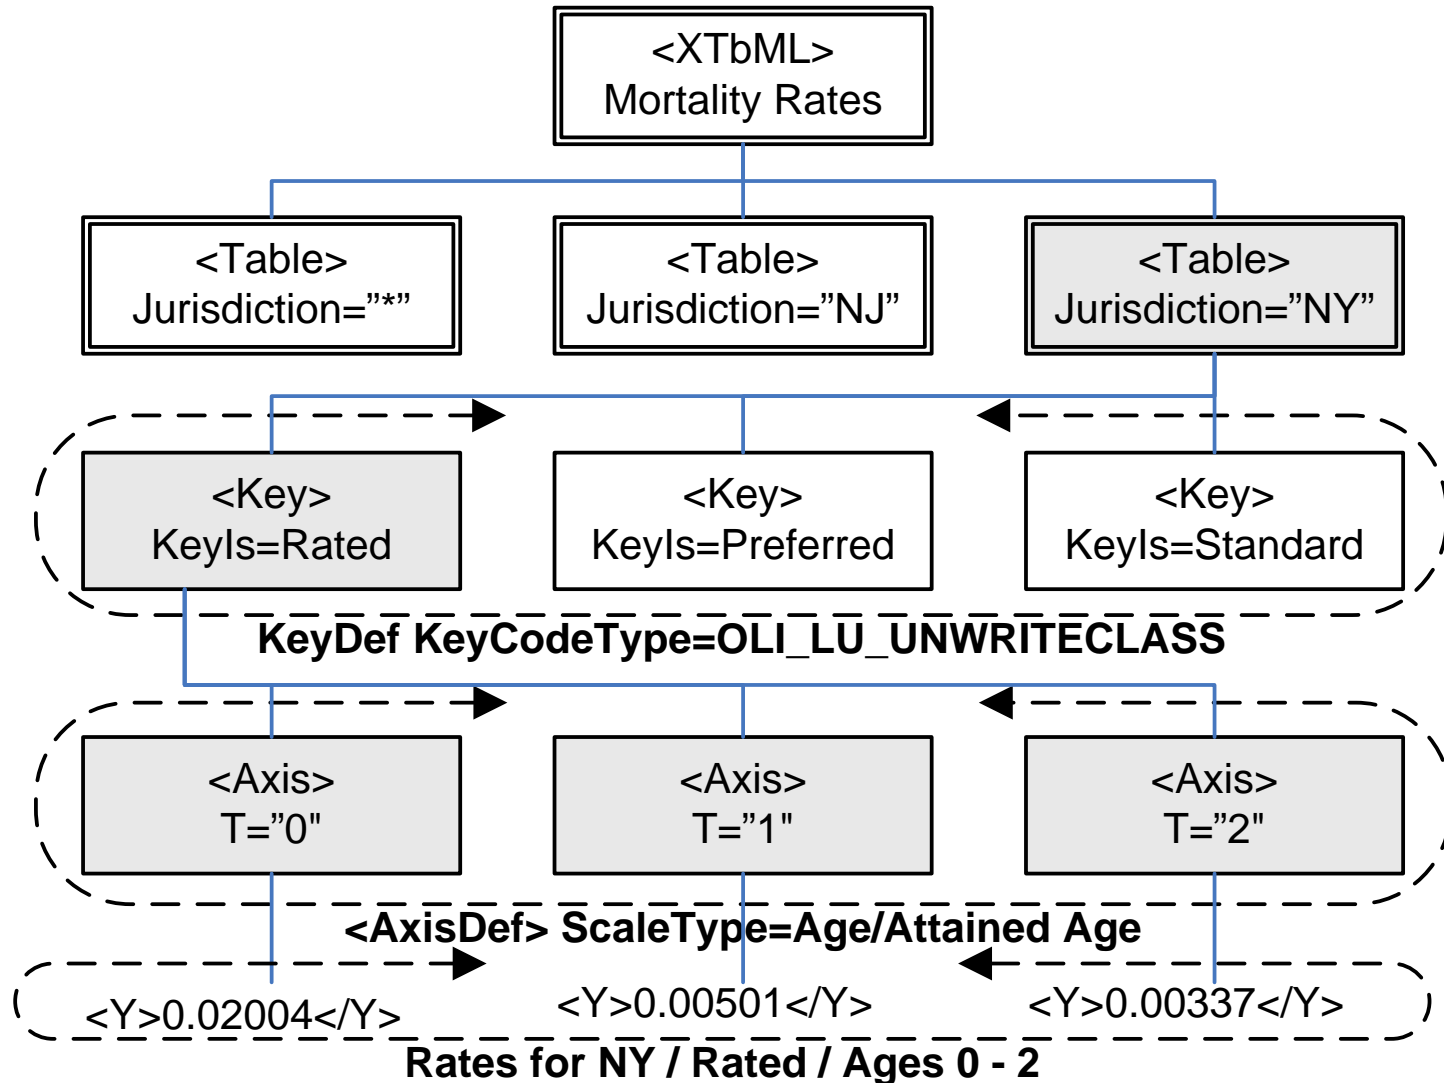 <XTbML>
Mortality Rates
<Table>
Jurisdiction=”*”
<Table>
Jurisdiction=”NJ”
<Table>
Jurisdiction=”NY”
<Key>
KeyIs=Rated
<Key>
KeyIs=Preferred
<Key>
KeyIs=Standard
KeyDef KeyCodeType=OLI_LU_UNWRITECLASS
<Axis>
T=”0"
<Axis>
T=”1"
<Axis>
T=”2"
<AxisDef> ScaleType=Age/Attained Age
<Y>0.02004</Y>
<Y>0.00501</Y>
<Y>0.00337</Y>
Rates for NY / Rated / Ages 0 - 2